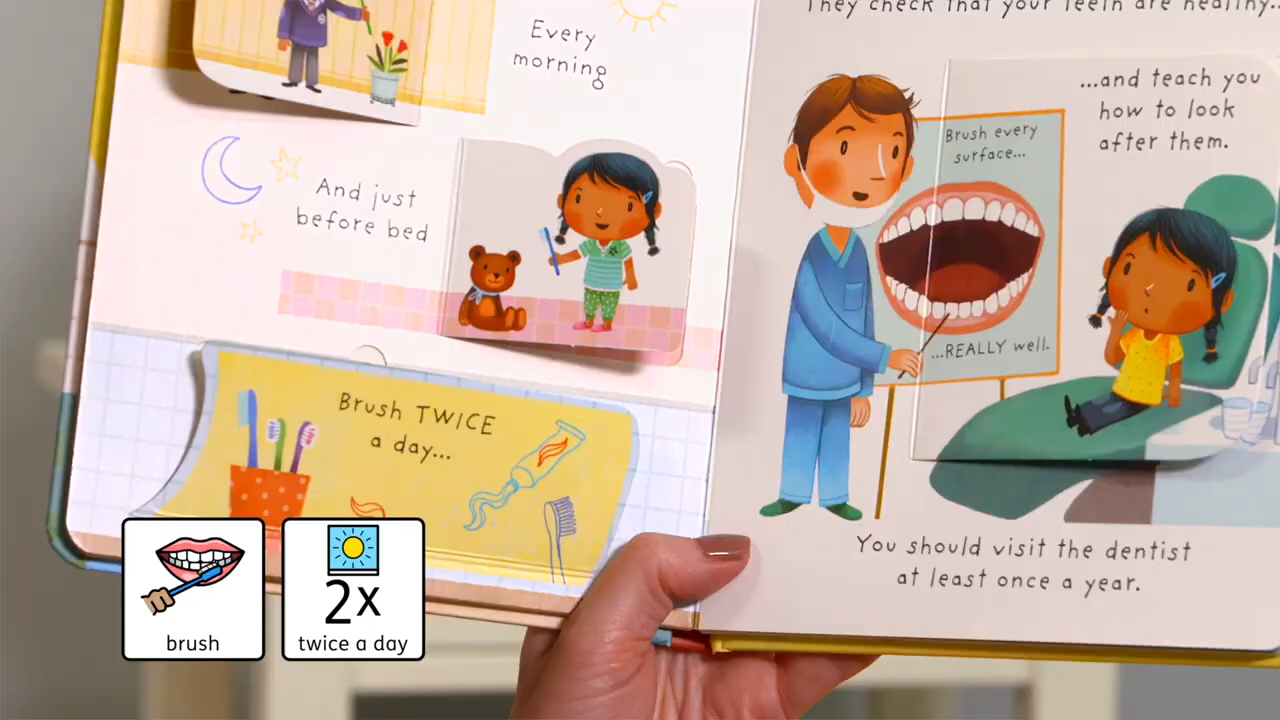 Every
morning
And just
before bed
Brush TWICE
a day...
They check that your teeth are healthy...
...and teach you
how to look
after them.
Brush every
surface...
...REALLY well.
You should visit the dentist
at least once a year.
brush
2x
twice a day